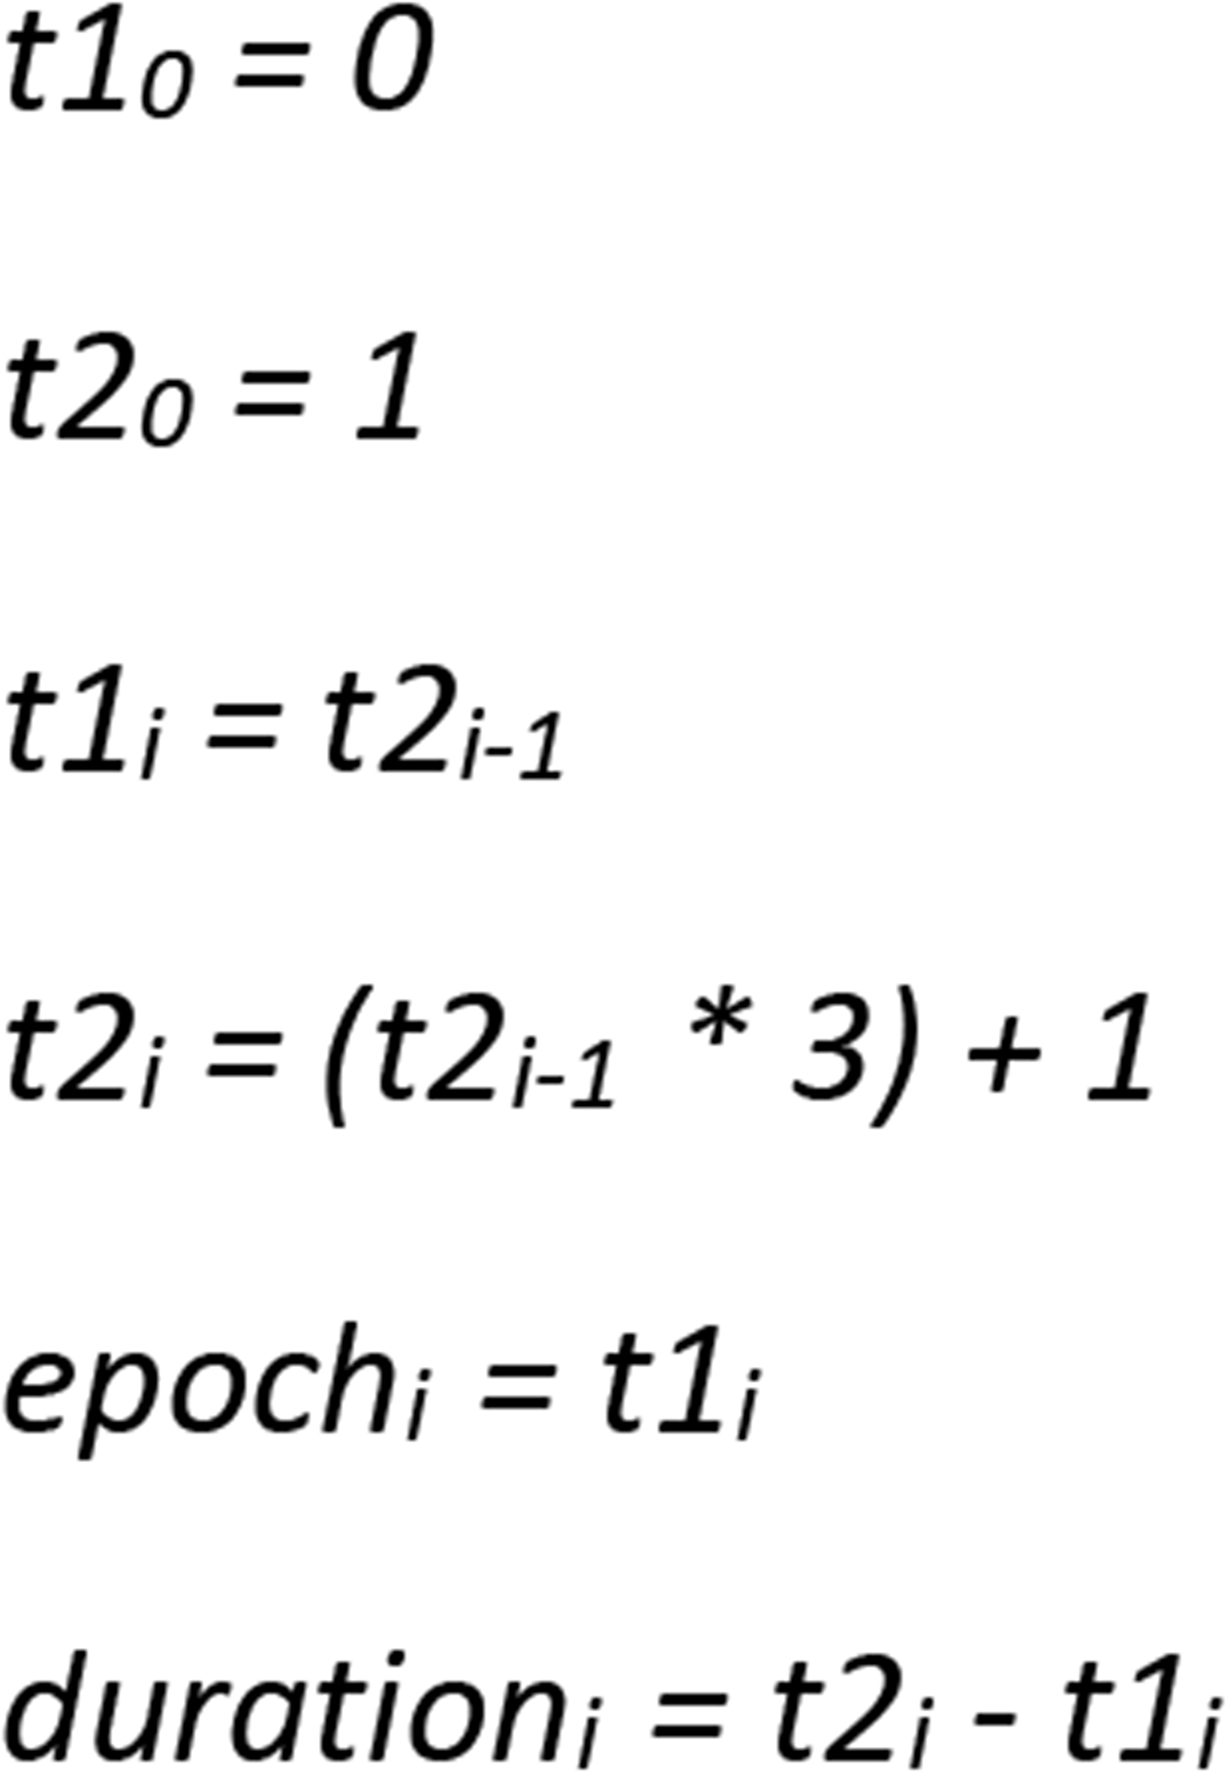 t1₀ = 0
t2₀ = 1
t1ᵢ = t2ᵢ₋₁
t2ᵢ = (t2ᵢ₋₁ * 3) + 1
epochᵢ = t1ᵢ
durationᵢ = t2ᵢ - t1ᵢ